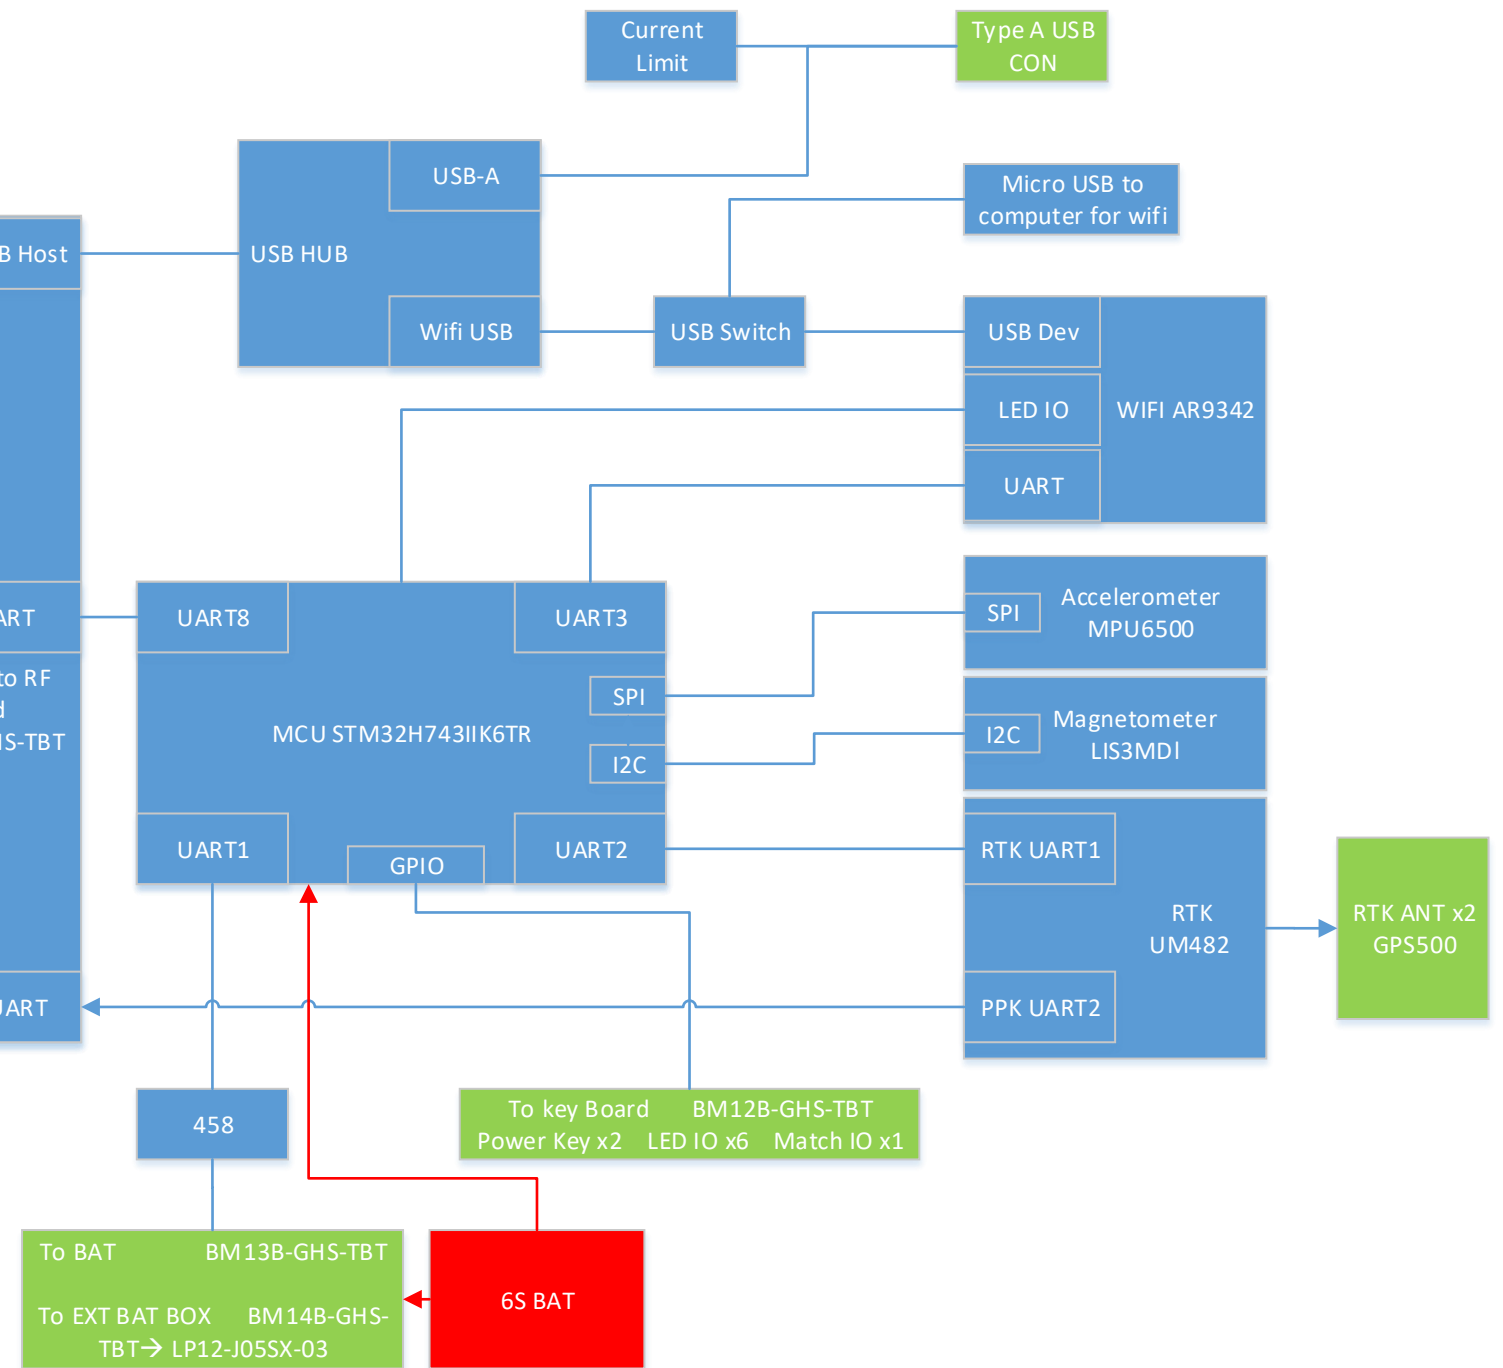 Current
Limit
Type A USB
CON
USB-A
Micro USB to
computer for wifi
B Host
USB HUB
Wifi USB
USB Switch
USB Dev
LED IO
WIFI AR9342
UART
UART8
UART3
ART
Accelerometer
MPU6500
SPI
to RF
d
HS-TBT
SPI
MCU STM32H743IIK6TR
I2C
Magnetometer
LIS3MDl
I2C
UART1
GPIO
UART2
RTK UART1
RTK
UM482
RTK ANT x2
GPS500
UART
PPK UART2
458
To key Board BM12B-GHS-TBT
Power Key x2 LED IO x6 Match IO x1
To BAT BM13B-GHS-TBT
To EXT BAT BOX BM14B-GHS-
TBT→ LP12-J05SX-03
6S BAT